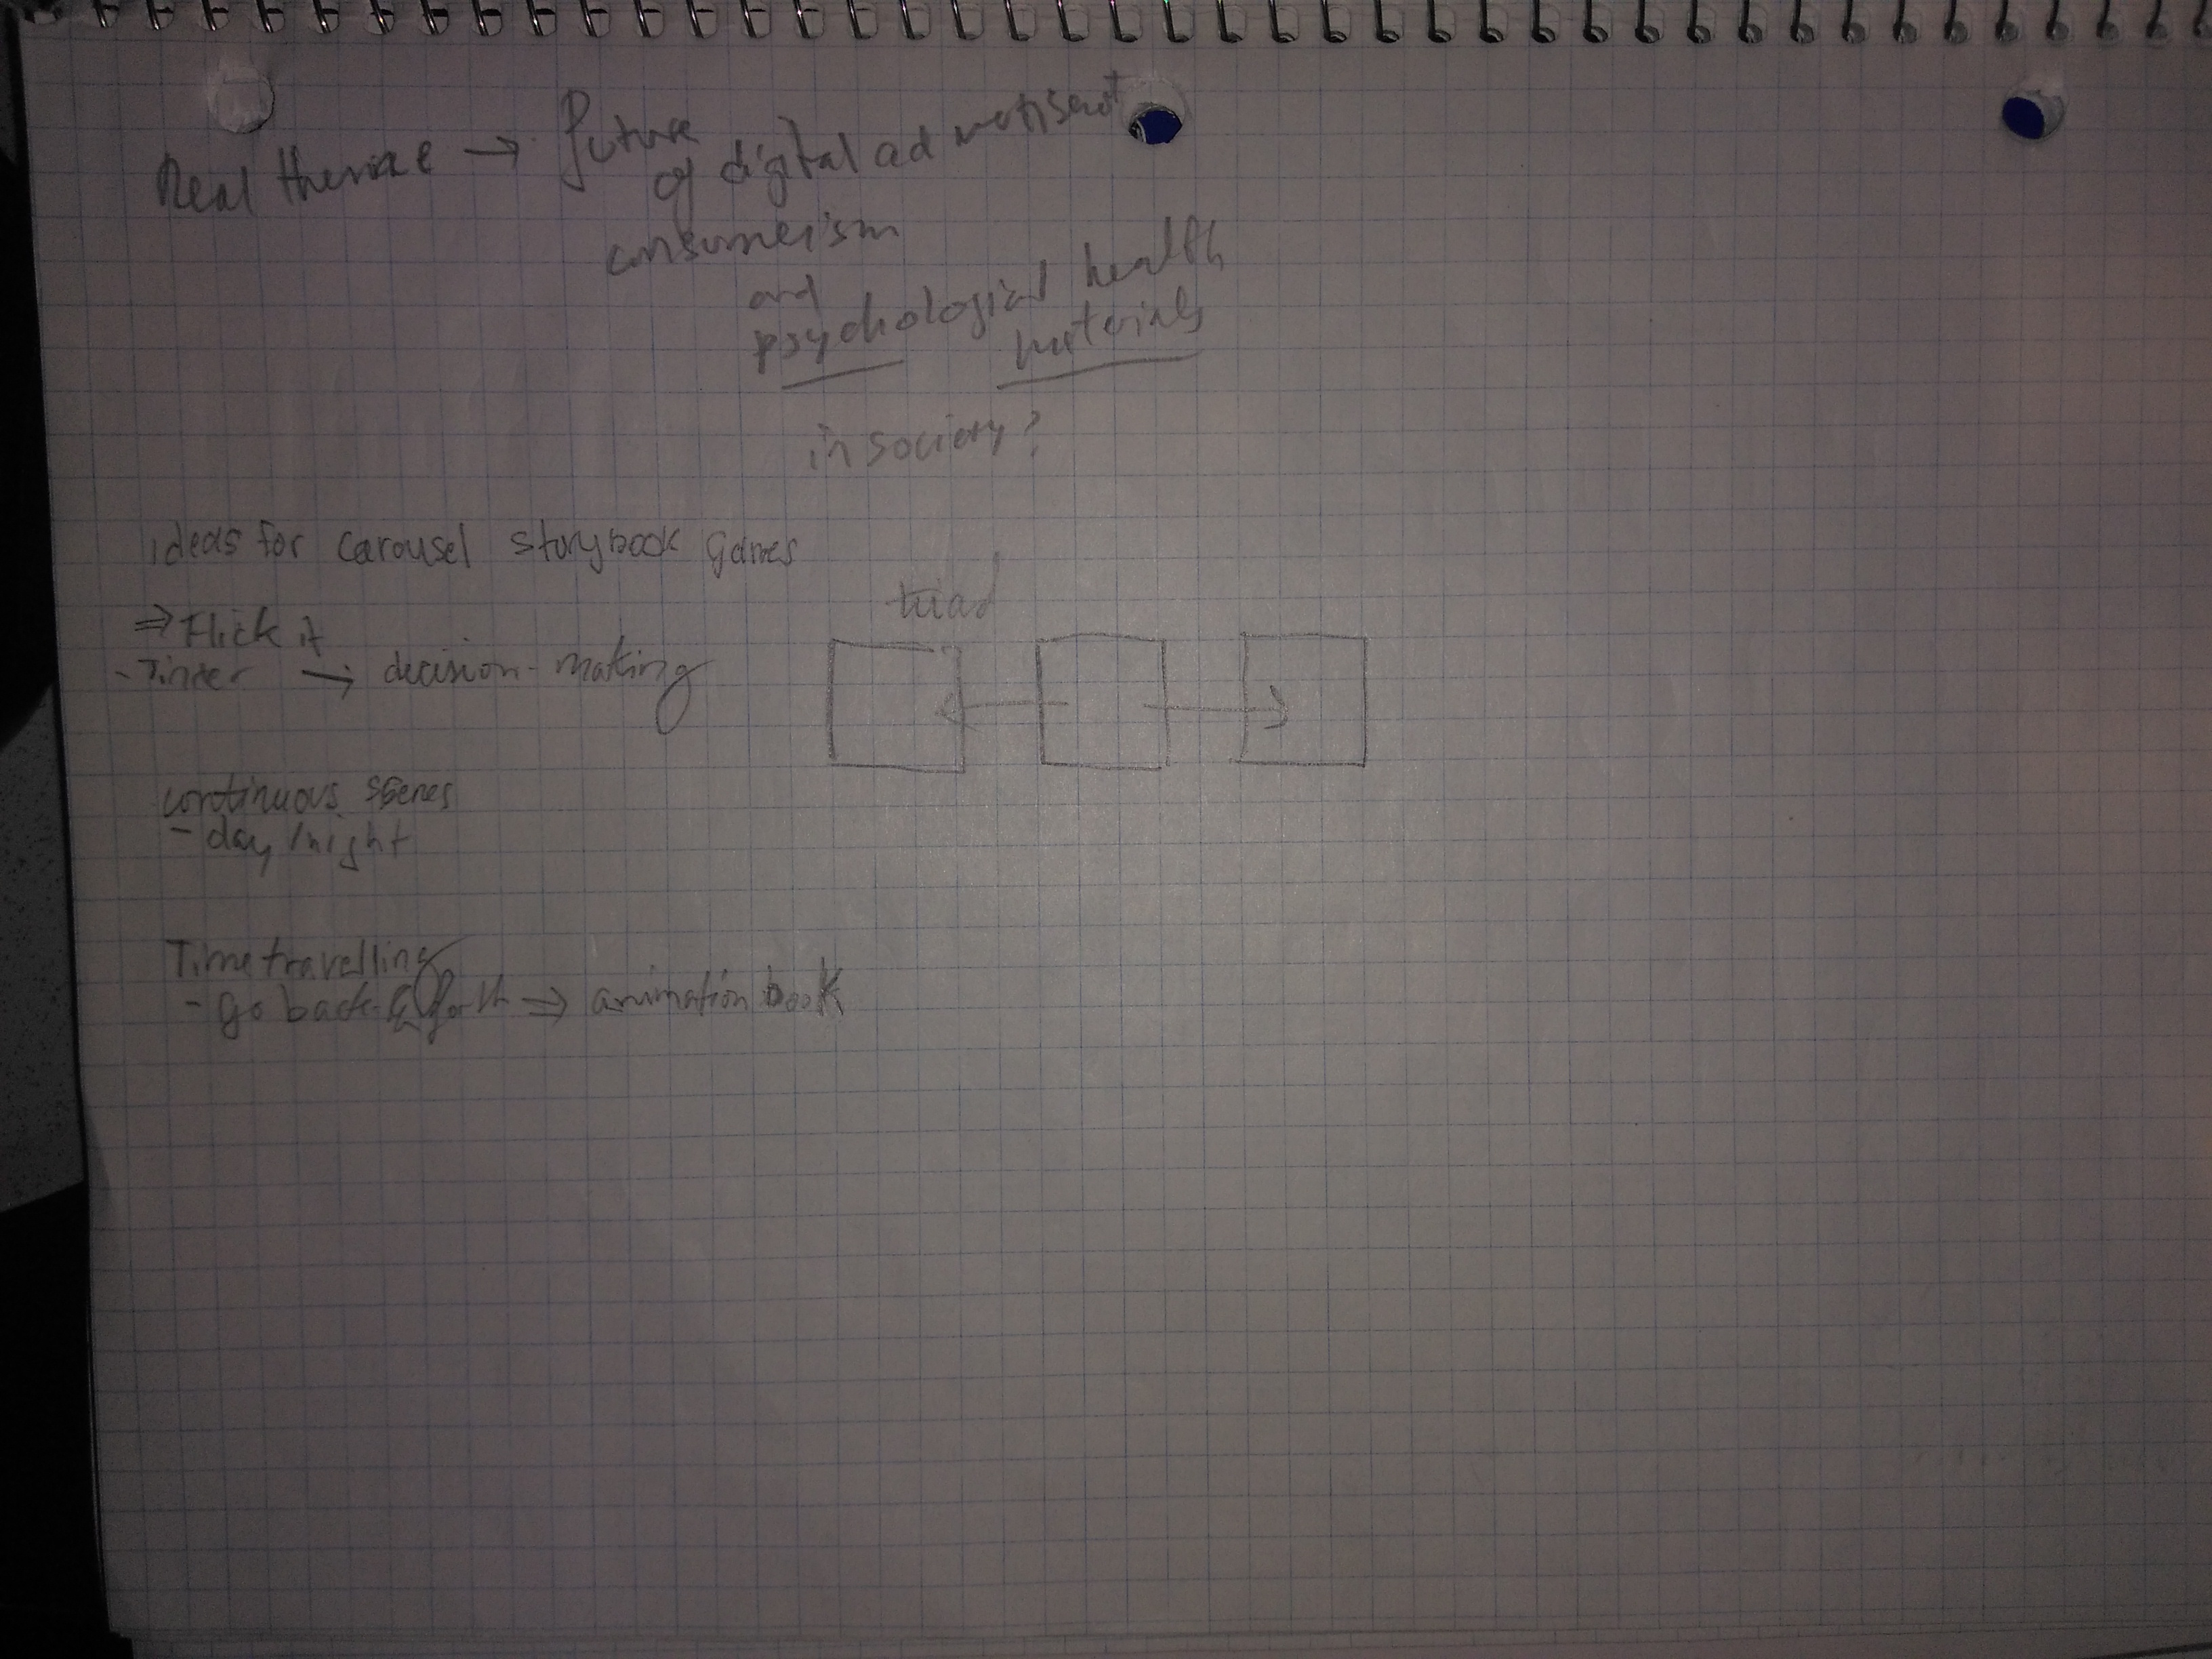 Real theme → future
of digital advertisement
consumerism
and
psychological health
materials
in society?
ideas for carousel storybook games
⇒ Flick it
- Tinder → decision-making
triad
continuous scenes
- day/night
Time travelling
- go back & forth ⇒ animation book